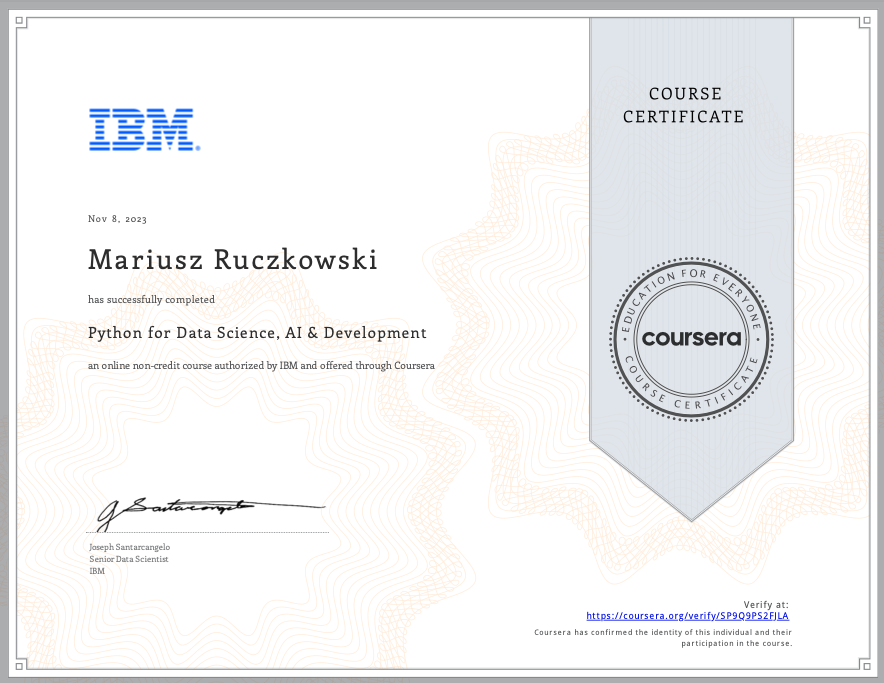 COURSE
CERTIFICATE
IBM®
Nov 8, 2023
Mariusz Ruczkowski
has successfully completed
Python for Data Science, AI & Development
an online non-credit course authorized by IBM and offered through Coursera
EDUCATION FOR EVERYONE
coursera
COURSE CERTIFICATE
J Santarcangelo
Joseph Santarcangelo
Senior Data Scientist
IBM
Verify at:
https://coursera.org/verify/SP9Q9PS2FJLA
Coursera has confirmed the identity of this individual and their
participation in the course.